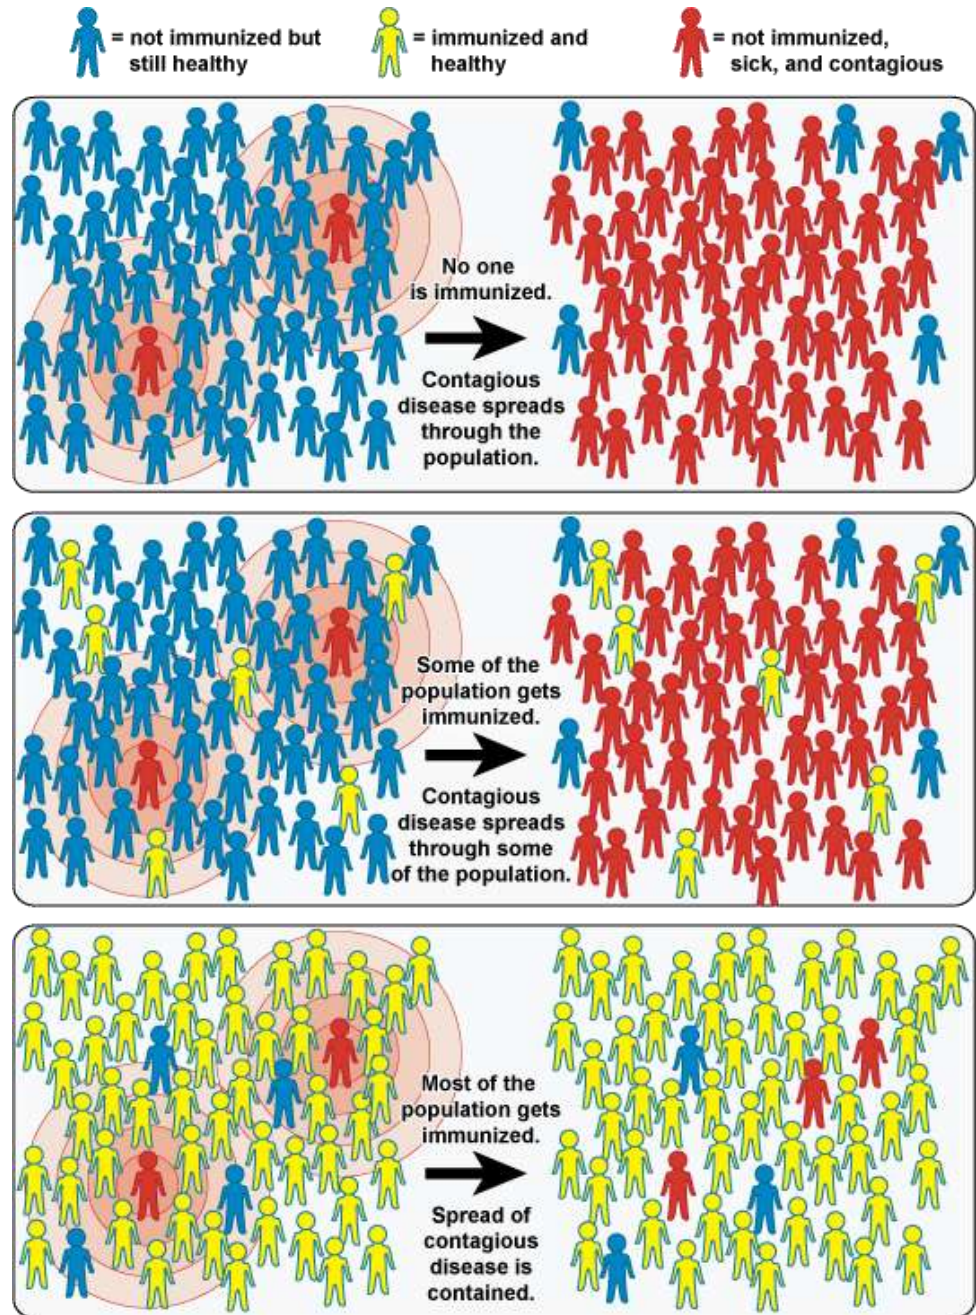 = not immunized but
still healthy
= immunized and
healthy
= not immunized,
sick, and contagious
No one
is immunized.
Contagious
disease spreads
through the
population.
Some of the
population gets
immunized.
Contagious
disease spreads
through some
of the population.
Most of the
population gets
immunized.
Spread of
contagious
disease is
contained.